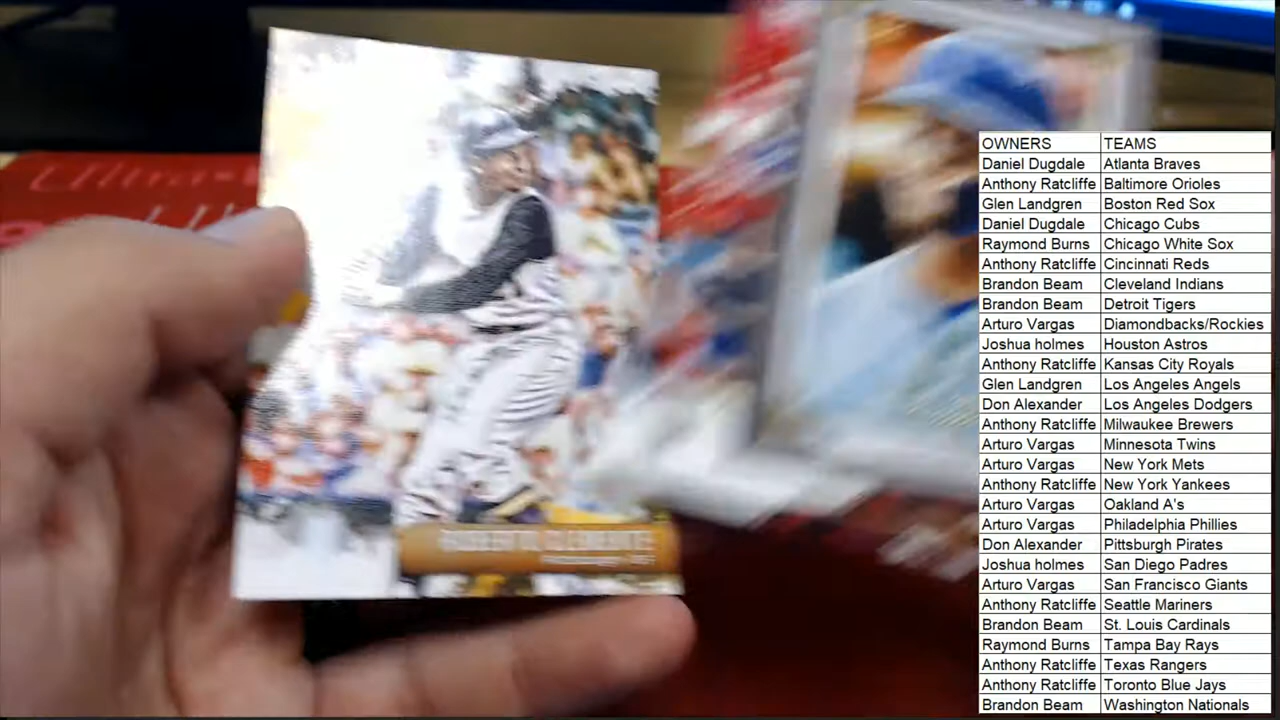 Ultra
ROBERTO CLEMENTE
OWNERS TEAMS
Daniel Dugdale Atlanta Braves
Anthony Ratcliffe Baltimore Orioles
Glen Landgren Boston Red Sox
Daniel Dugdale Chicago Cubs
Raymond Burns Chicago White Sox
Anthony Ratcliffe Cincinnati Reds
Brandon Beam Cleveland Indians
Brandon Beam Detroit Tigers
Arturo Vargas Diamondbacks/Rockies
Joshua holmes Houston Astros
Anthony Ratcliffe Kansas City Royals
Glen Landgren Los Angeles Angels
Don Alexander Los Angeles Dodgers
Anthony Ratcliffe Milwaukee Brewers
Arturo Vargas Minnesota Twins
Arturo Vargas New York Mets
Anthony Ratcliffe New York Yankees
Arturo Vargas Oakland A's
Arturo Vargas Philadelphia Phillies
Don Alexander Pittsburgh Pirates
Joshua holmes San Diego Padres
Arturo Vargas San Francisco Giants
Anthony Ratcliffe Seattle Mariners
Brandon Beam St. Louis Cardinals
Raymond Burns Tampa Bay Rays
Anthony Ratcliffe Texas Rangers
Anthony Ratcliffe Toronto Blue Jays
Brandon Beam Washington Nationals